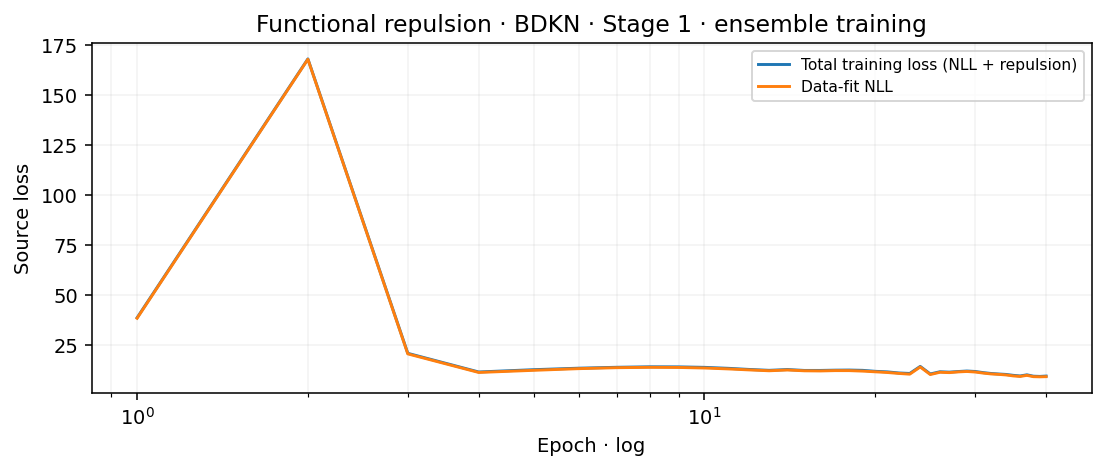 Functional repulsion · BDKN · Stage 1 · ensemble training
Total training loss (NLL + repulsion)
Data-fit NLL
Source loss
175
150
125
100
75
50
25
10⁰
10¹
Epoch · log